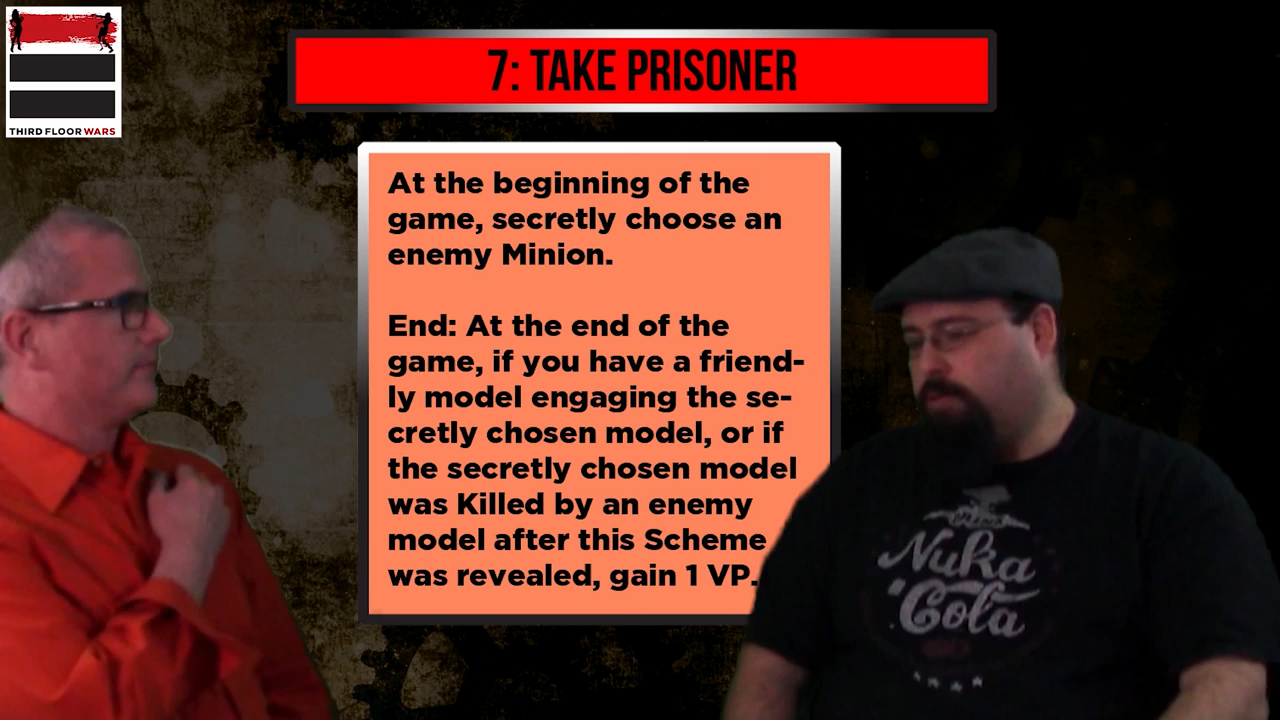 7: TAKE PRISONER
THIRD FLOOR WARS
At the beginning of the
game, secretly choose an
enemy Minion.
End: At the end of the
game, if you have a friend-
ly model engaging the se-
cretly chosen model, or if
the secretly chosen model
was Killed by an enemy
model after this Scheme
was revealed, gain 1 VP.
Nuka
Cola